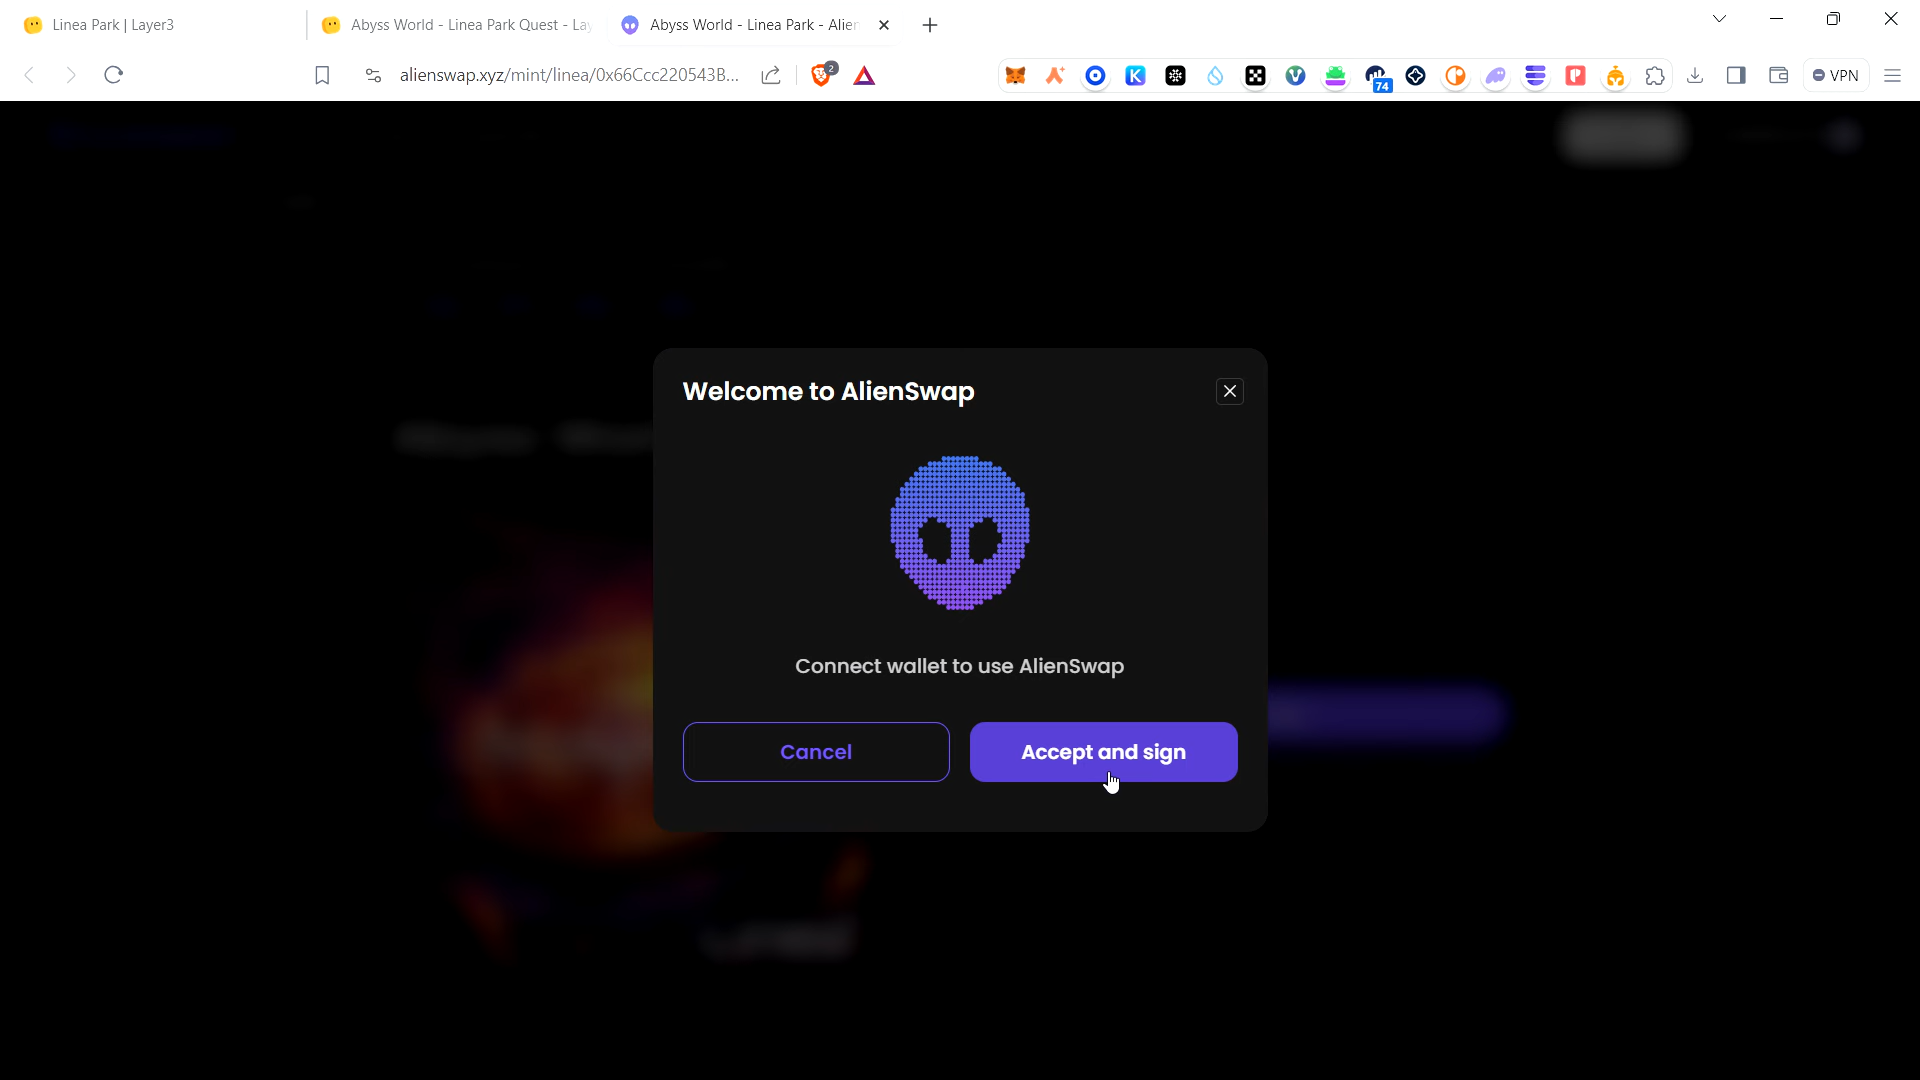 Linea Park | Layer3
Abyss World - Linea Park Quest - La
Abyss World - Linea Park - Alien
alienswap.xyz/mint/linea/0x66Ccc220543B...
2
74
VPN
Welcome to AlienSwap
Connect wallet to use AlienSwap
Cancel
Accept and sign